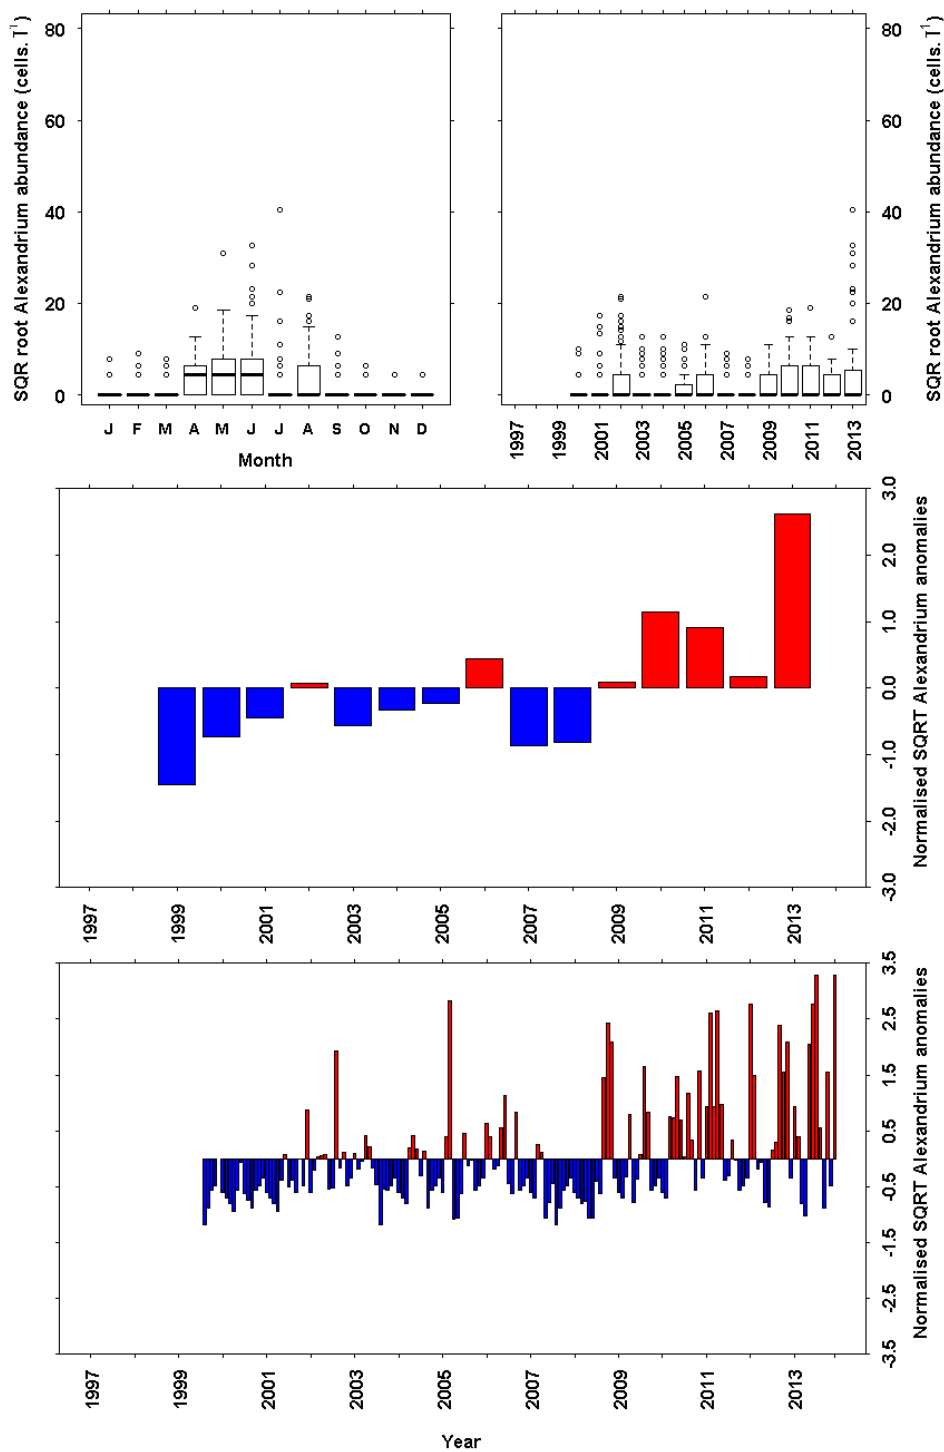 SQR root Alexandrium abundance (cells. l¹)
80
60
40
20
0
J F M A M J J A S O N D
Month
80
60
40
20
0
SQR root Alexandrium abundance (cells. l¹)
1997 1999 2001 2003 2005 2007 2009 2011 2013
3.0
2.0
1.0
0.0
-1.0
-2.0
-3.0
Normalised SQRT Alexandrium anomalies
1997 1999 2001 2003 2005 2007 2009 2011 2013
3.5
2.5
1.5
0.5
-0.5
-1.5
-2.5
-3.5
Normalised SQRT Alexandrium anomalies
1997 1999 2001 2003 2005 2007 2009 2011 2013
Year